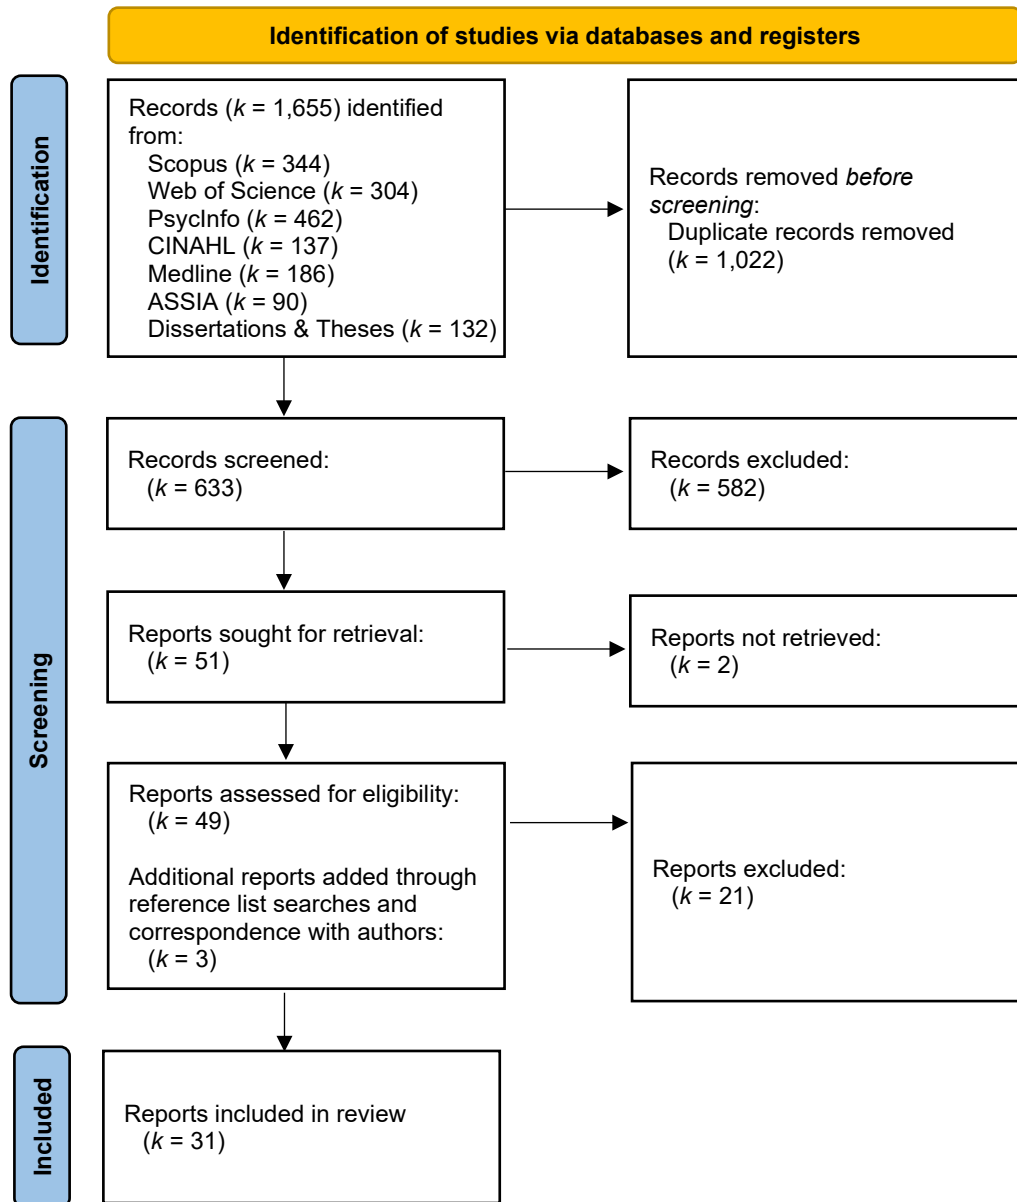 Identification of studies via databases and registers
Identification
Records (k = 1,655) identified
from:
Scopus (k = 344)
Web of Science (k = 304)
PsycInfo (k = 462)
CINAHL (k = 137)
Medline (k = 186)
ASSIA (k = 90)
Dissertations & Theses (k = 132)
Records removed before
screening:
Duplicate records removed
(k = 1,022)
Screening
Records screened:
(k = 633)
Records excluded:
(k = 582)
Reports sought for retrieval:
(k = 51)
Reports not retrieved:
(k = 2)
Reports assessed for eligibility:
(k = 49)
Additional reports added through
reference list searches and
correspondence with authors:
(k = 3)
Reports excluded:
(k = 21)
Included
Reports included in review
(k = 31)